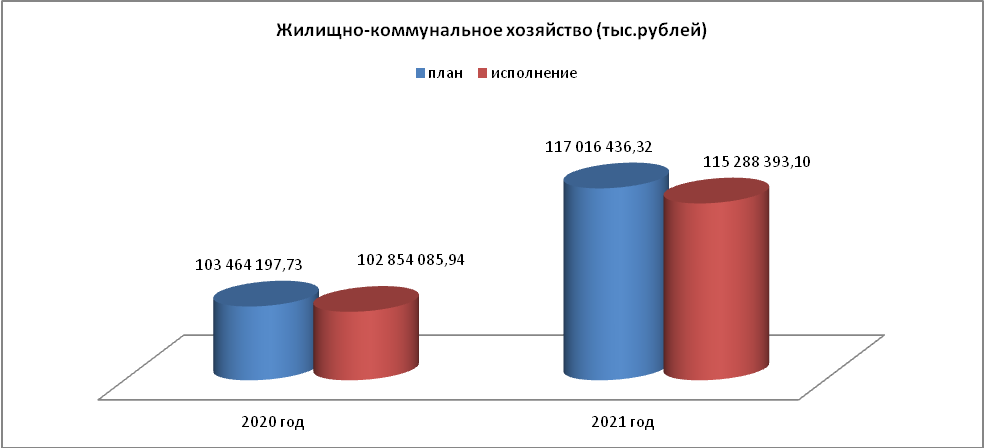 Жилищно-коммунальное хозяйство (тыс.рублей)
план исполнение
117 016 436,32
115 288 393,10
103 464 197,73
102 854 085,94
2020 год
2021 год